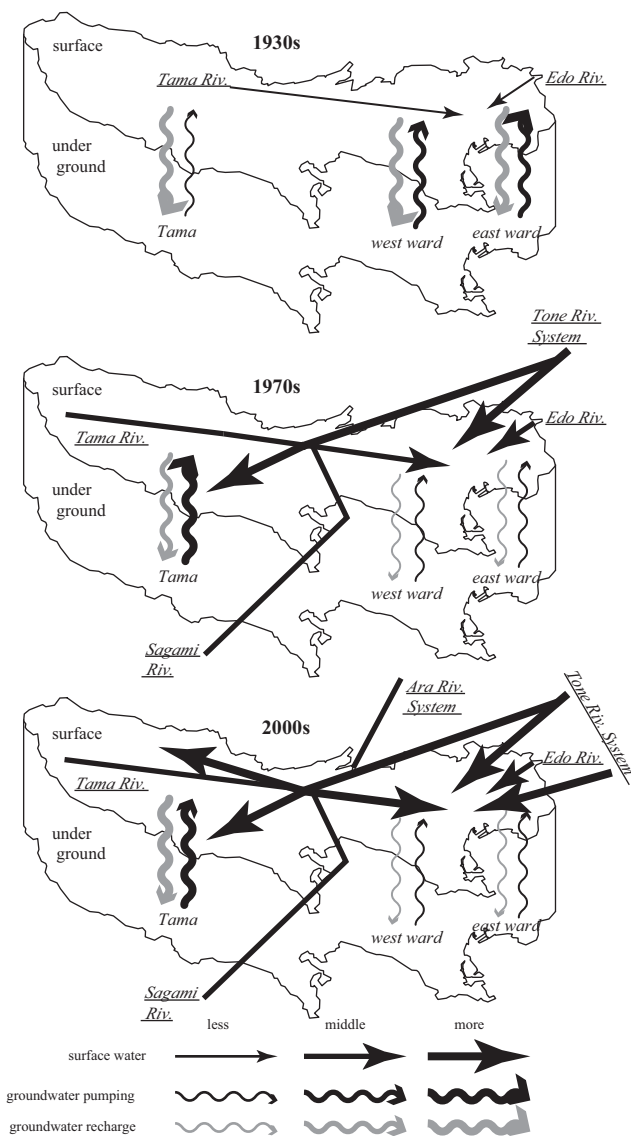 1930s
surface
Tama Riv.
Edo Riv.
under
ground
Tama
west ward
east ward
Tone Riv.
System
1970s
surface
Tama Riv.
Edo Riv.
under
ground
Tama
west ward
east ward
Sagami
Riv.
Ara Riv.
System
Tone Riv. System
2000s
surface
Tama Riv.
Edo Riv.
under
ground
Tama
west ward
east ward
Sagami
Riv.
less middle more
surface water
groundwater pumping
groundwater recharge